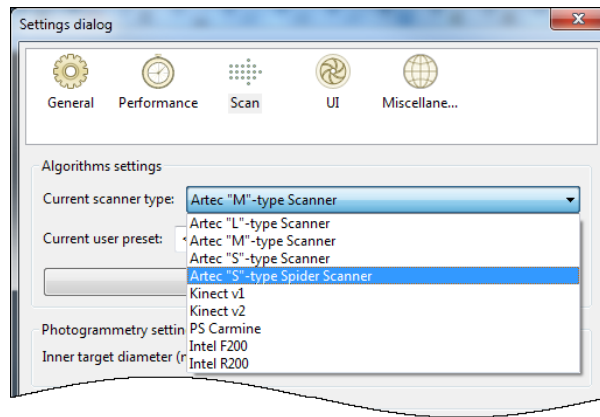 Settings dialog
General Performance Scan UI Miscellane...
Algorithms settings
Current scanner type: Artec "M"-type Scanner
Artec "L"-type Scanner
Current user preset:
Artec "M"-type Scanner
Artec "S"-type Scanner
Artec "S"-type Spider Scanner
Kinect v1
Kinect v2
Photogrammetry settin
PS Carmine
Intel F200
Inner target diameter (r
Intel R200